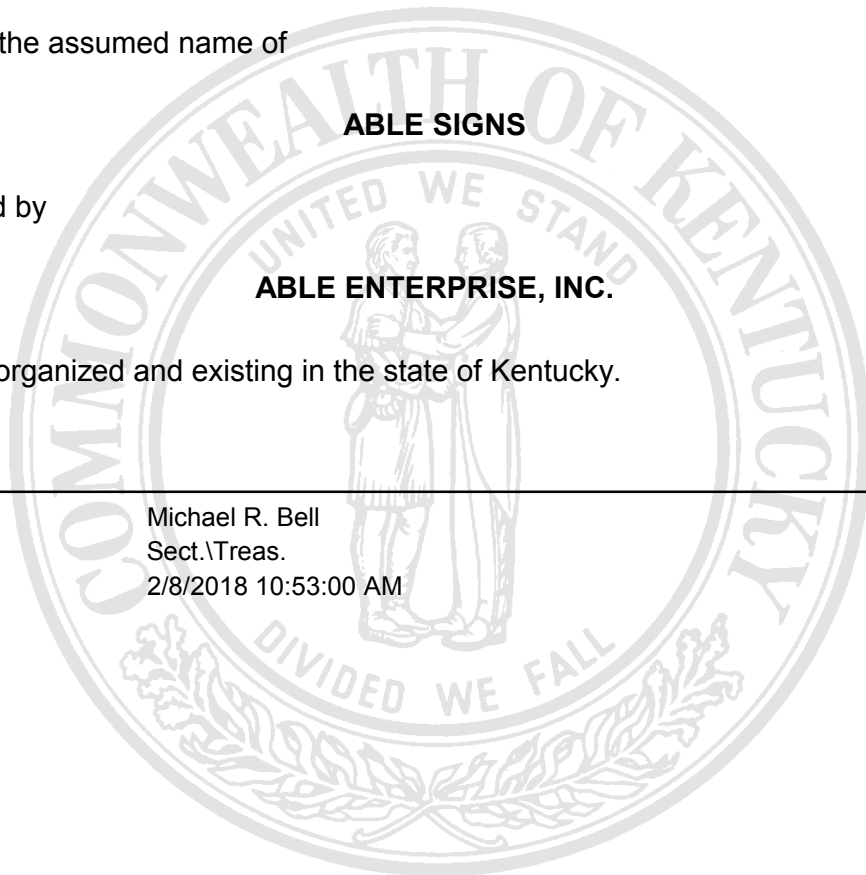 the assumed name of
ABLE SIGNS
d by
ABLE ENTERPRISE, INC.
organized and existing in the state of Kentucky.
Michael R. Bell
Sect.\Treas.
2/8/2018 10:53:00 AM
COMMONWEALTH OF KENTUCKY
UNITED WE STAND
DIVIDED WE FALL